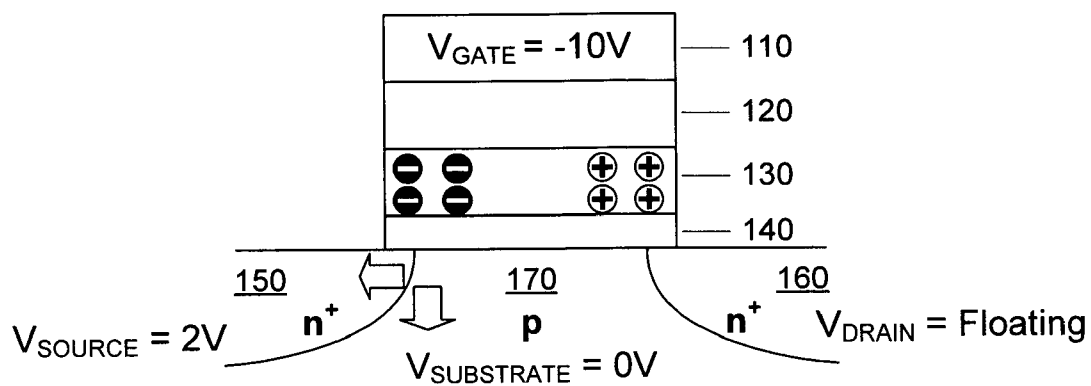 V_GATE = -10V
110
120
130
140
150
170
160
n⁺
p
n⁺
V_SOURCE = 2V
V_DRAIN = Floating
V_SUBSTRATE = 0V